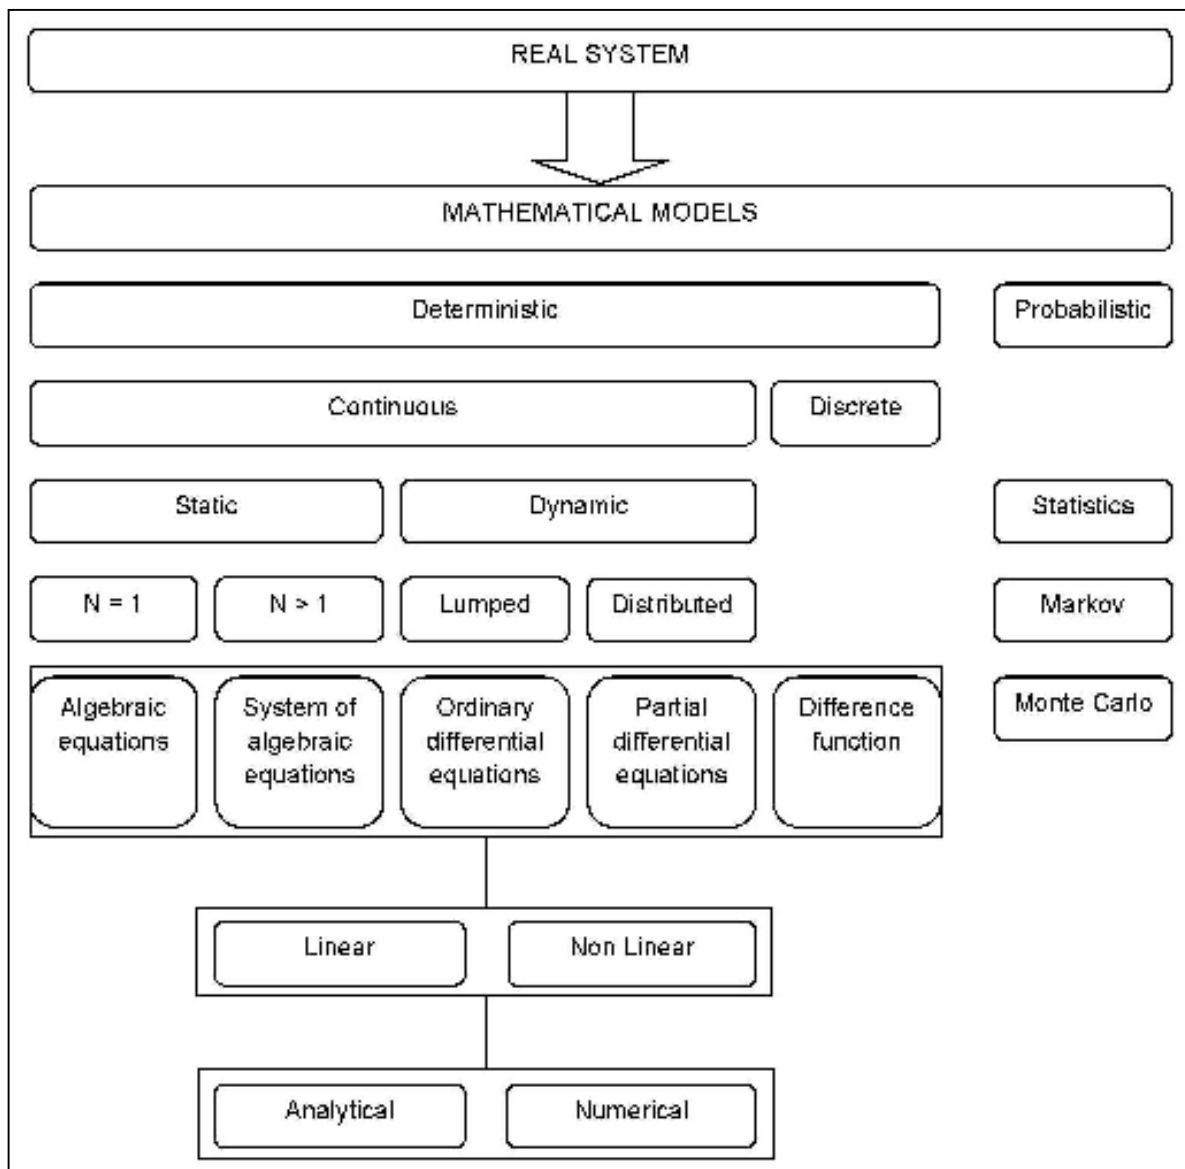 REAL SYSTEM
MATHEMATICAL MODELS
Deterministic
Probabilistic
Continuous
Discrete
Static
Dynamic
Statistics
N = 1
N > 1
Lumped
Distributed
Markov
Algebraic
equations
System of
algebraic
equations
Ordinary
differential
equations
Partial
differential
equations
Difference
function
Monte Carlo
Linear
Non Linear
Analytical
Numerical